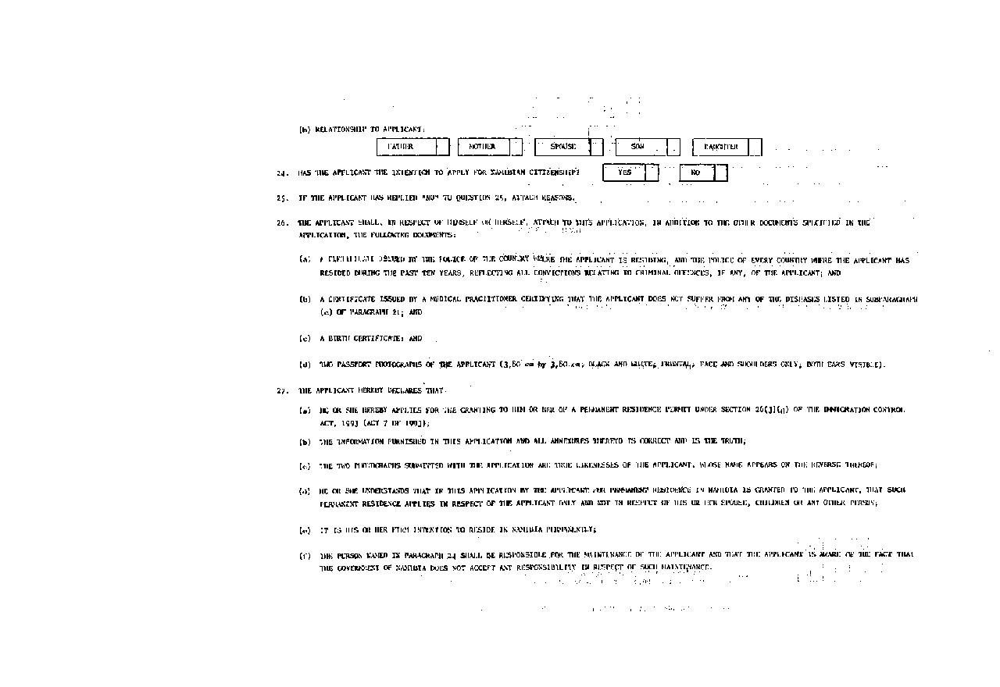 (b) RELATIONSHIP TO APPLICANT:
FATHER MOTHER SPOUSE SON DAUGHTER
24. HAS THE APPLICANT THE INTENTION TO APPLY FOR NAMIBIAN CITIZENSHIP? YES NO
25. IF THE APPLICANT HAS REPLIED "NO" TO QUESTION 25, ATTACH REASONS.
26. THE APPLICANT SHALL, IN RESPECT OF HIMSELF OR HERSELF, ATTACH TO THIS APPLICATION, IN ADDITION TO THE OTHER DOCUMENTS SPECIFIED IN THE
APPLICATION, THE FOLLOWING DOCUMENTS:
(a) A CERTIFICATE ISSUED BY THE POLICE OF THE COUNTRY WHERE THE APPLICANT IS RESIDING, AND THE POLICE OF EVERY COUNTRY WHERE THE APPLICANT HAS
RESIDED DURING THE PAST TEN YEARS, REFLECTING ALL CONVICTIONS RELATING TO CRIMINAL OFFENCES, IF ANY, OF THE APPLICANT; AND
(b) A CERTIFICATE ISSUED BY A MEDICAL PRACTITIONER CERTIFYING THAT THE APPLICANT DOES NOT SUFFER FROM ANY OF THE DISEASES LISTED IN SUBPARAGRAPH
OF PARAGRAPH 21; AND
(c) A BIRTH CERTIFICATE; AND
(d) TWO PASSPORT PHOTOGRAPHS OF THE APPLICANT (3,60 cm by 3,60 cm; BLACK AND WHITE; FRONTAL; FACE AND SHOULDERS ONLY; BOTH EARS VISIBLE).
27. THE APPLICANT HEREBY DECLARES THAT
(a) HE OR SHE HEREBY APPLIES FOR THE GRANTING TO HIM OR HER OF A PERMANENT RESIDENCE PERMIT UNDER SECTION 26(3)(g) OF THE IMMIGRATION CONTROL
ACT, 1993 (ACT 7 OF 1993);
(b) THE INFORMATION FURNISHED IN THIS APPLICATION AND ALL ANNEXURES THERETO IS CORRECT AND IS THE TRUTH;
(c) THE TWO PHOTOGRAPHS SUBMITTED WITH THE APPLICATION ARE TRUE LIKENESSES OF THE APPLICANT, WHOSE NAME APPEARS ON THE REVERSE THEREOF;
(d) HE OR SHE UNDERSTANDS THAT IF THIS APPLICATION BY THE APPLICANT FOR PERMANENT RESIDENCE IN NAMIBIA IS GRANTED TO THE APPLICANT, THAT SUCH
PERMANENT RESIDENCE APPLIES IN RESPECT OF THE APPLICANT ONLY AND NOT IN RESPECT OF HIS OR HER SPOUSE, CHILDREN OR ANY OTHER PERSON;
(e) IT IS HIS OR HER FIRM INTENTION TO RESIDE IN NAMIBIA PERMANENTLY;
(f) THE PERSON NAMED IN PARAGRAPH 24 SHALL BE RESPONSIBLE FOR THE MAINTENANCE OF THE APPLICANT AND THAT THE APPLICANT IS AWARE OF THE FACT THAT
THE GOVERNMENT OF NAMIBIA DOES NOT ACCEPT ANY RESPONSIBILITY IN RESPECT OF SUCH MAINTENANCE.